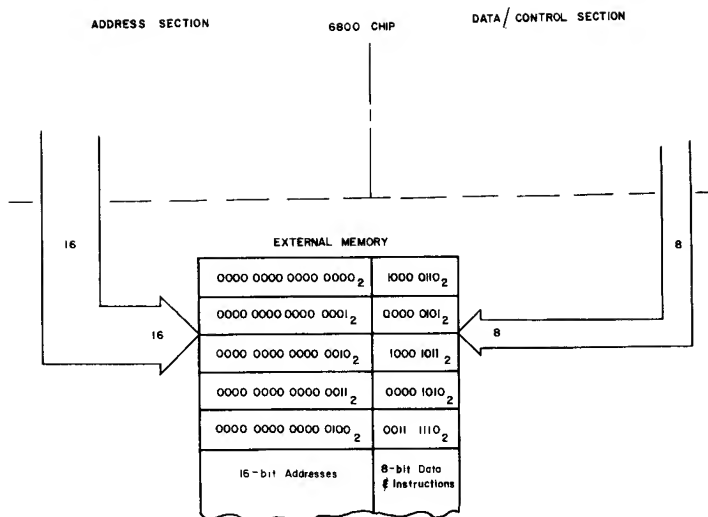 ADDRESS SECTION
6800 CHIP
DATA/CONTROL SECTION
16
8
EXTERNAL MEMORY
0000 0000 0000 0000₂ 1000 0110₂
0000 0000 0000 0001₂ 0000 0101₂
16
8
0000 0000 0000 0010₂ 1000 1011₂
0000 0000 0000 0011₂ 0000 1010₂
0000 0000 0000 0100₂ 0011 1110₂
16-bit Addresses
8-bit Data
& Instructions